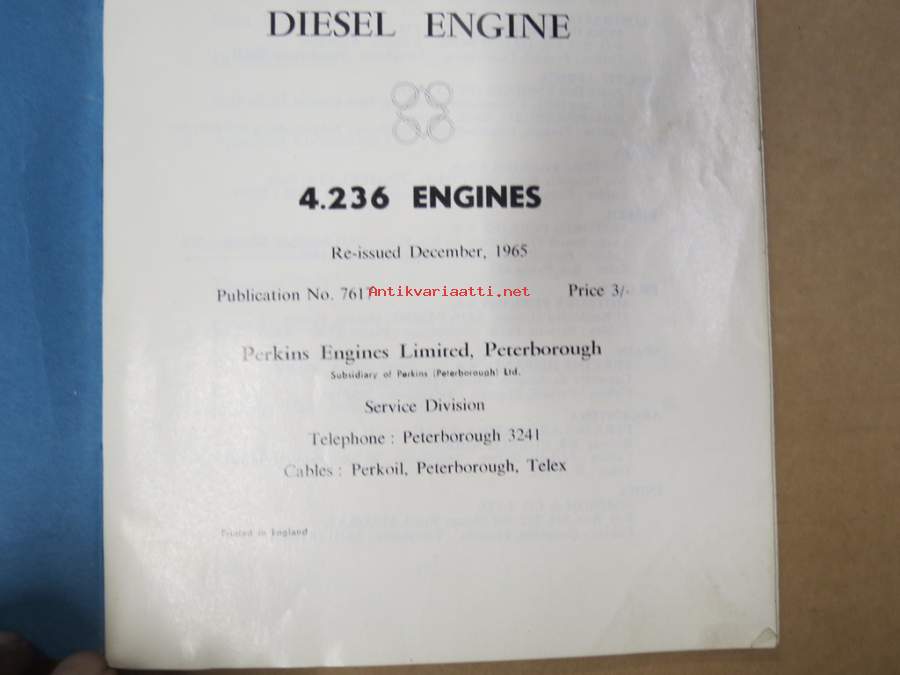 DIESEL ENGINE
4.236 ENGINES
Re-issued December, 1965
Publication No. 7617 Antikvariaatti.net Price 3/-
Perkins Engines Limited, Peterborough
Subsidiary of Perkins (Peterborough) Ltd.
Service Division
Telephone : Peterborough 3241
Cables : Perkoil, Peterborough, Telex
Printed in England